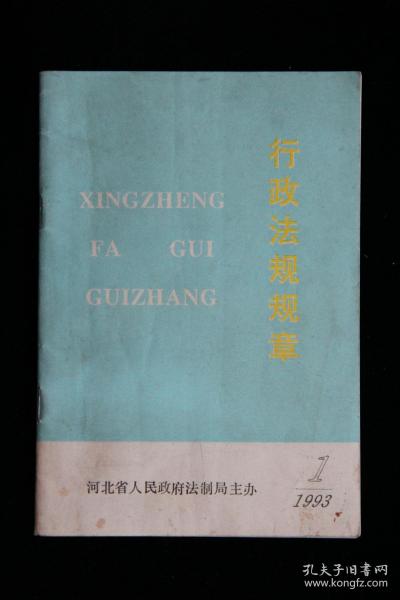 行政法规规章
XINGZHENG
FA GUI
GUIZHANG
河北省人民政府法制局主办
1
1993
孔夫子旧书网
www.kongfz.com